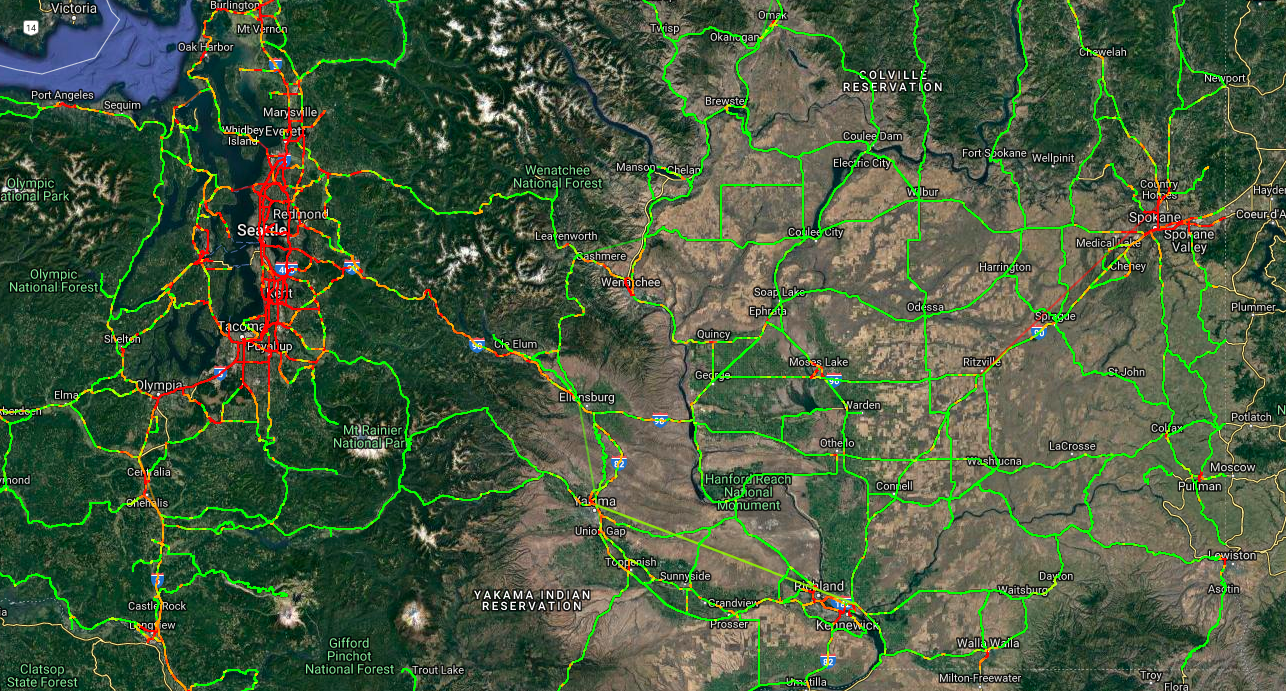 Victoria
14
Burlington
Mt Vernon
Oak Harbor
5
Port Angeles
Sequim
Marysville
Whidbey
Island
Everett
Olympic
National Park
Redmond
Seattle
Olympic
National Forest
405
90
Kent
Tacoma
Puyallup
Shelton
Olympia
5
Elma
Aberdeen
Mt Rainier
National Par
Centralia
Chehalis
ymond
5
Castle Rock
Longview
Clatsop
State Forest
Gifford
Pinchot
National Forest
Trout Lake
YAKAMA INDIAN
RESERVATION
Twisp
Omak
Okanogan
Brewster
COLVILLE
RESERVATION
Chewelah
Newport
Wenatchee
National Forest
Manson
Chelan
Coulee Dam
Electric City
Fort Spokane
Wellpinit
Wilbur
Country
Homes
Hayden
Spokane
Coeur d'A
Spokane
Valley
Medical Lake
Cheney
Leavenworth
Cashmere
Wenatchee
Coulee City
Harrington
Soap Lake
Ephrata
Odessa
Sprague
90
Plummer
Quincy
90
Cle Elum
Moses Lake
90
Ritzville
St John
George
Ellensburg
90
Warden
Potlatch
Othello
Colfax
LaCrosse
82
Washtucna
Moscow
Pullman
Hanford Reach
National
Monument
Connell
Yakima
Union Gap
Toppenish
Sunnyside
Richland
Lewiston
Dayton
Waitsburg
Asotin
Grandview
Prosser
Kennewick
Walla Walla
82
Milton-Freewater
Umatilla
Troy
Flora